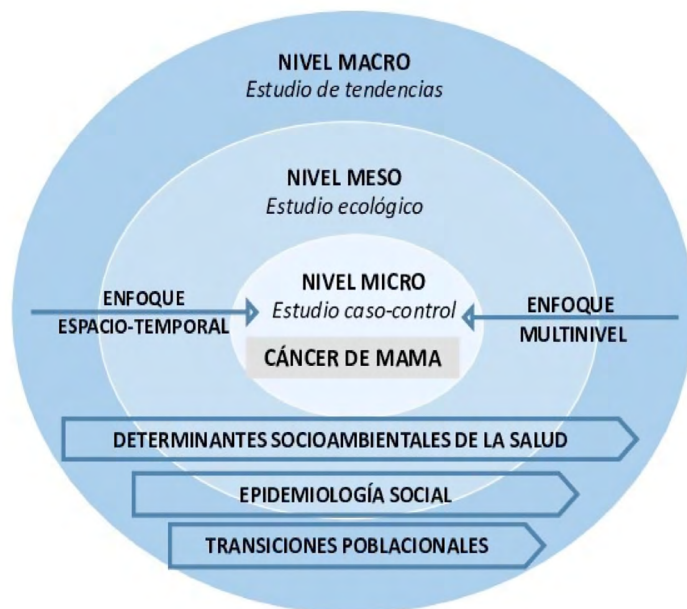 NIVEL MACRO
Estudio de tendencias
NIVEL MESO
Estudio ecológico
NIVEL MICRO
Estudio caso-control
ENFOQUE
ESPACIO-TEMPORAL
ENFOQUE
MULTINIVEL
CÁNCER DE MAMA
DETERMINANTES SOCIOAMBIENTALES DE LA SALUD
EPIDEMIOLOGÍA SOCIAL
TRANSICIONES POBLACIONALES